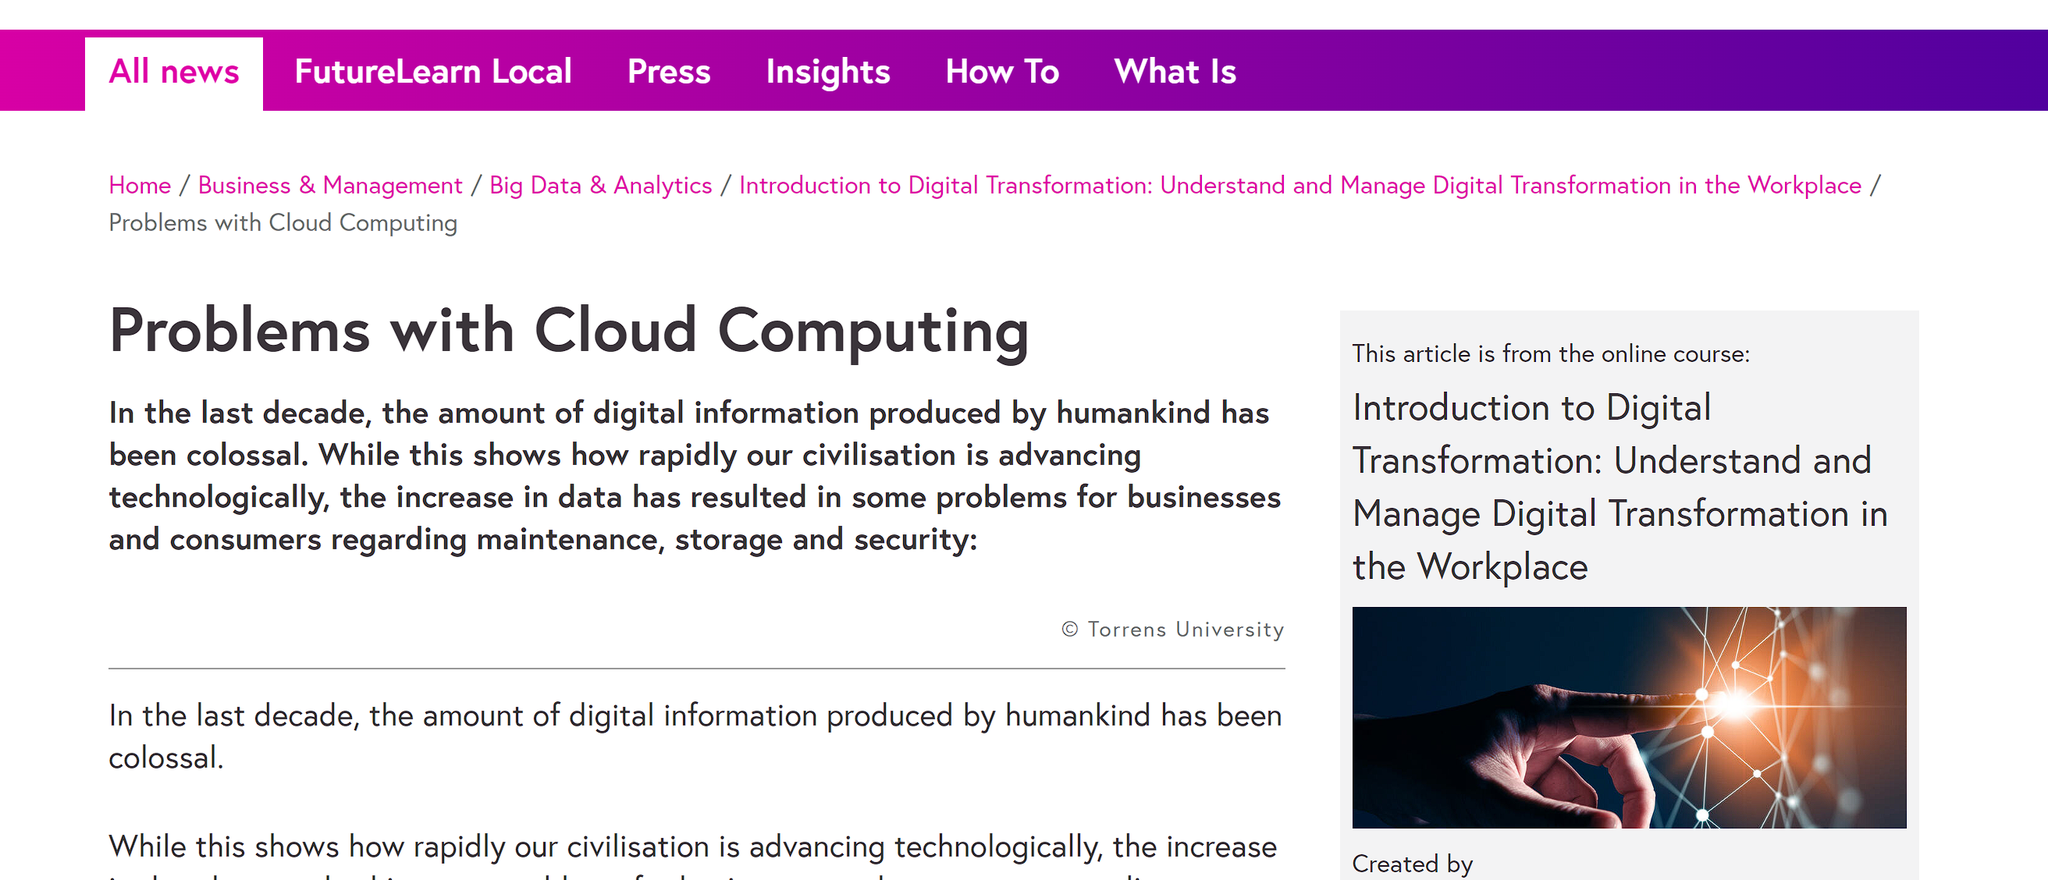 All news FutureLearn Local Press Insights How To What Is
Home / Business & Management / Big Data & Analytics / Introduction to Digital Transformation: Understand and Manage Digital Transformation in the Workplace /
Problems with Cloud Computing
Problems with Cloud Computing
In the last decade, the amount of digital information produced by humankind has
been colossal. While this shows how rapidly our civilisation is advancing
technologically, the increase in data has resulted in some problems for businesses
and consumers regarding maintenance, storage and security:
© Torrens University
In the last decade, the amount of digital information produced by humankind has been
colossal.
While this shows how rapidly our civilisation is advancing technologically, the increase
This article is from the online course:
Introduction to Digital
Transformation: Understand and
Manage Digital Transformation in
the Workplace
Created by